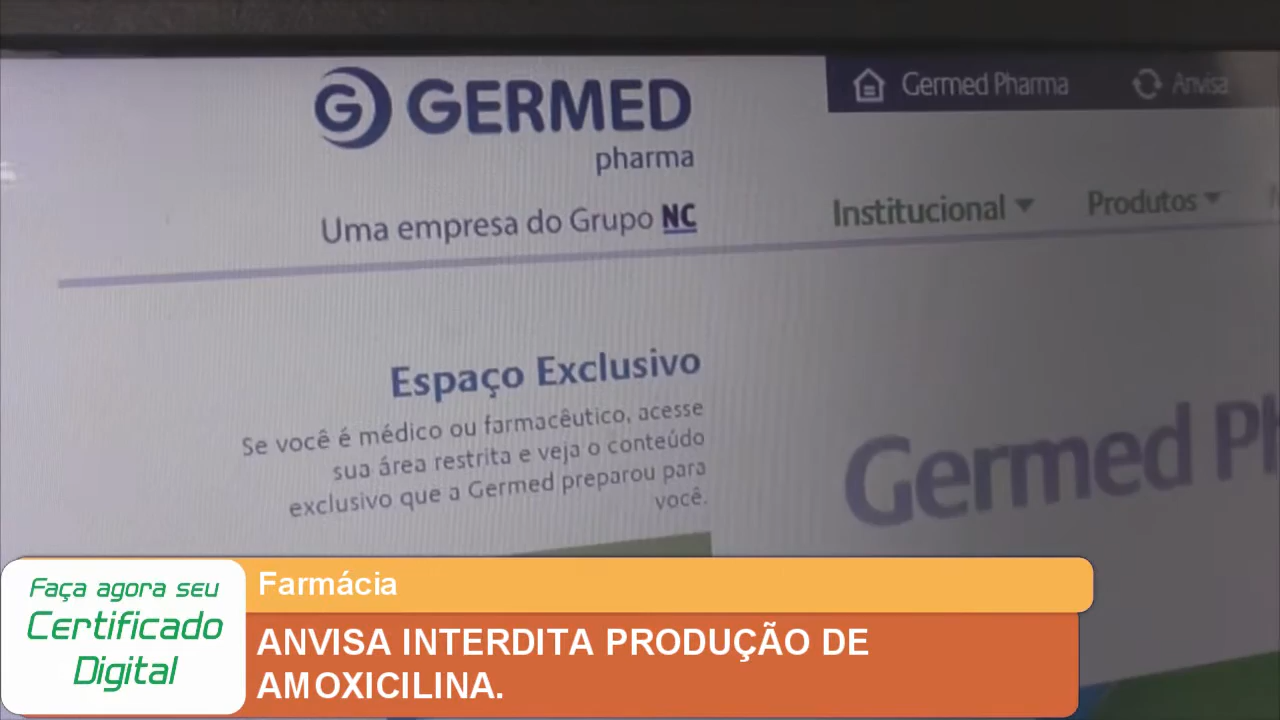 GERMED
pharma
Uma empresa do Grupo NC
Germed Pharma
Anvisa
Institucional
Produtos
Espaço Exclusivo
Se você é médico ou farmacêutico, acesse
sua área restrita e veja o conteúdo
exclusivo que a Germed preparou para
você.
Germed Ph
Faça agora seu
Certificado
Digital
Farmácia
ANVISA INTERDITA PRODUÇÃO DE
AMOXICILINA.